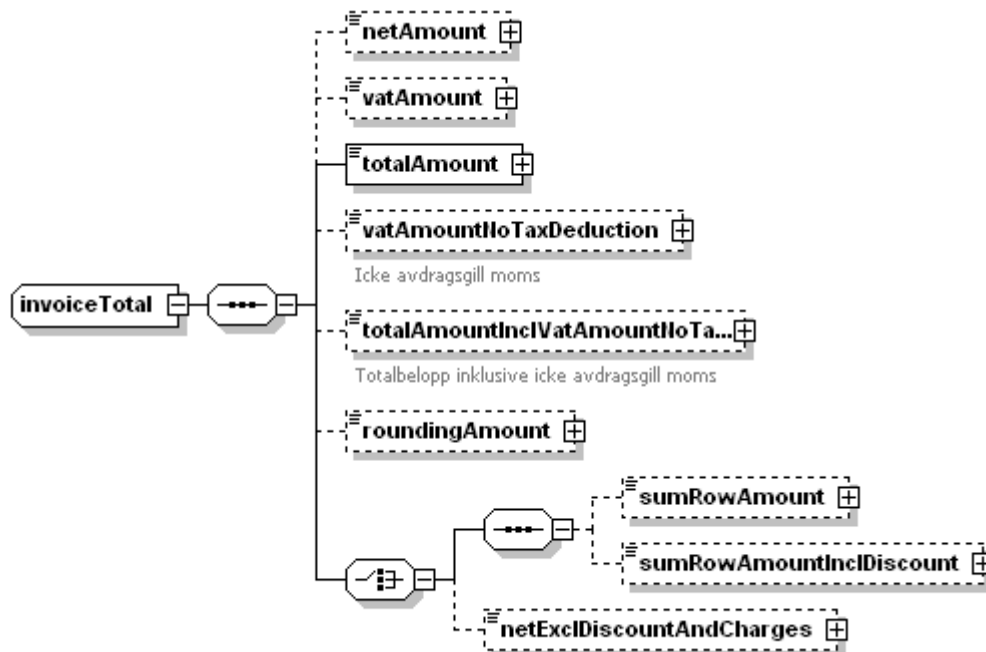 netAmount
vatAmount
totalAmount
vatAmountNoTaxDeduction
Icke avdragsgill moms
invoiceTotal
totalAmountInclVatAmountNoTa...
Totalbelopp inklusive icke avdragsgill moms
roundingAmount
sumRowAmount
sumRowAmountInclDiscount
netExclDiscountAndCharges